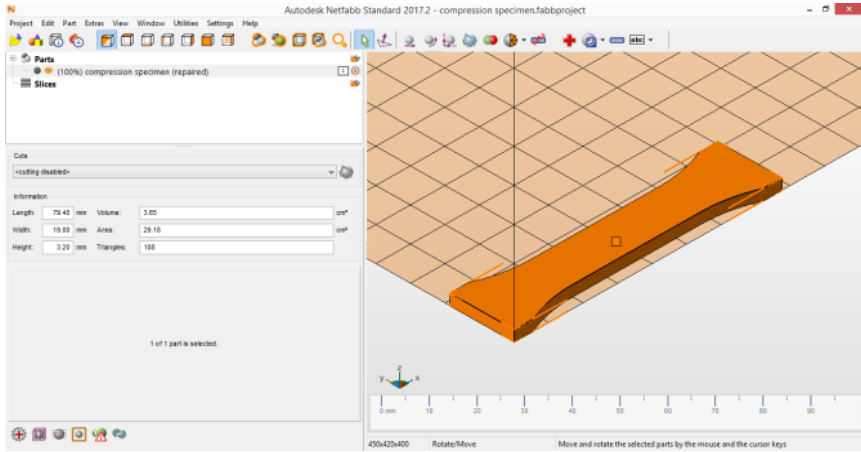 Autodesk Netfabb Standard 2017.2 - compression specimen.fabbproject
Project Edit Part Extras View Window Utilities Settings Help
abc
Parts
(100%) compression specimen (repaired)
Slices
Cuts
<cutting disabled>
Information
Length: 79.40 mm Volume: 3.65 cm³
Width: 19.00 mm Area: 29.18 cm²
Height: 3.20 mm Triangles: 108
1 of 1 part is selected.
z
y x
0 mm 10 20 30 40 50 60 70 80 90
450x420x400 Rotate/Move Move and rotate the selected parts by the mouse and the cursor keys